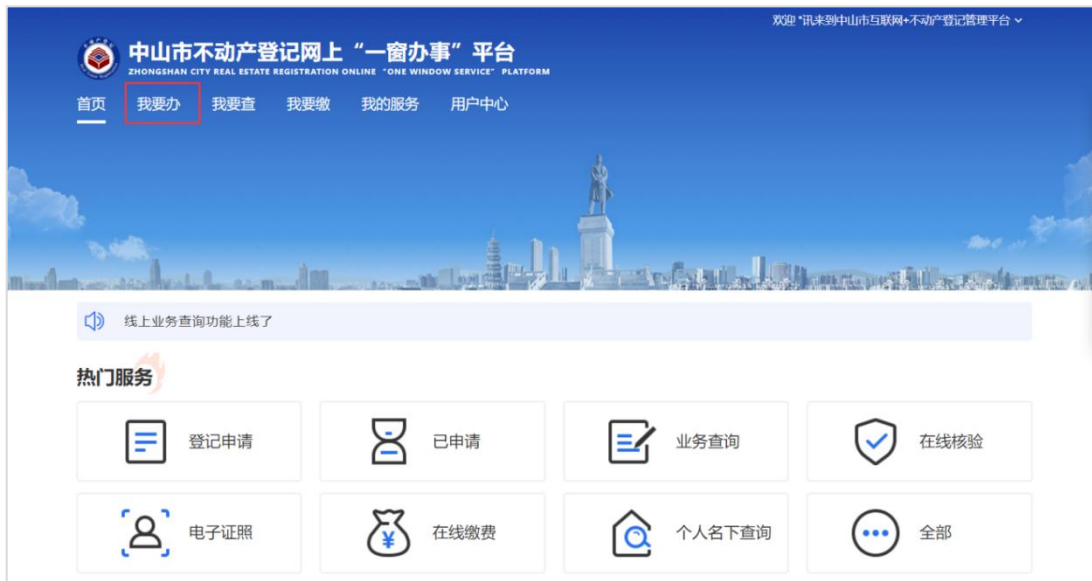 欢迎 *讯来到中山市互联网+不动产登记管理平台
中山市不动产登记网上“一窗办事”平台
ZHONGSHAN CITY REAL ESTATE REGISTRATION ONLINE “ONE WINDOW SERVICE” PLATFORM
首页 我要办 我要查 我要缴 我的服务 用户中心
线上业务查询功能上线了
热门服务
登记申请 已申请 业务查询 在线核验
电子证照 在线缴费 个人名下查询 全部